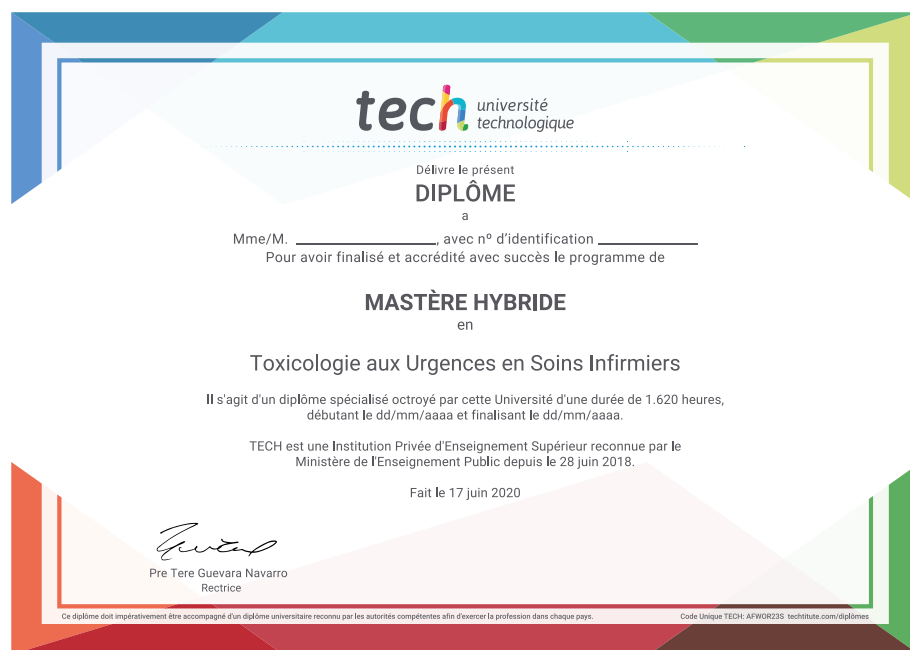 tech université
technologique
Délivre le présent
DIPLÔME
a
Mme/M. ____________, avec nº d'identification ____________
Pour avoir finalisé et accrédité avec succès le programme de
MASTÈRE HYBRIDE
en
Toxicologie aux Urgences en Soins Infirmiers
Il s'agit d'un diplôme spécialisé octroyé par cette Université d'une durée de 1.620 heures,
débutant le dd/mm/aaaa et finalisant le dd/mm/aaaa.
TECH est une Institution Privée d'Enseignement Supérieur reconnue par le
Ministère de l'Enseignement Public depuis le 28 juin 2018.
Fait le 17 juin 2020
Pre Tere Guevara Navarro
Rectrice
Ce diplôme doit impérativement être accompagné d'un diplôme universitaire reconnu par les autorités compétentes afin d'exercer la profession dans chaque pays.
Code Unique TECH: AFWOR23S techtitute.com/diplômes